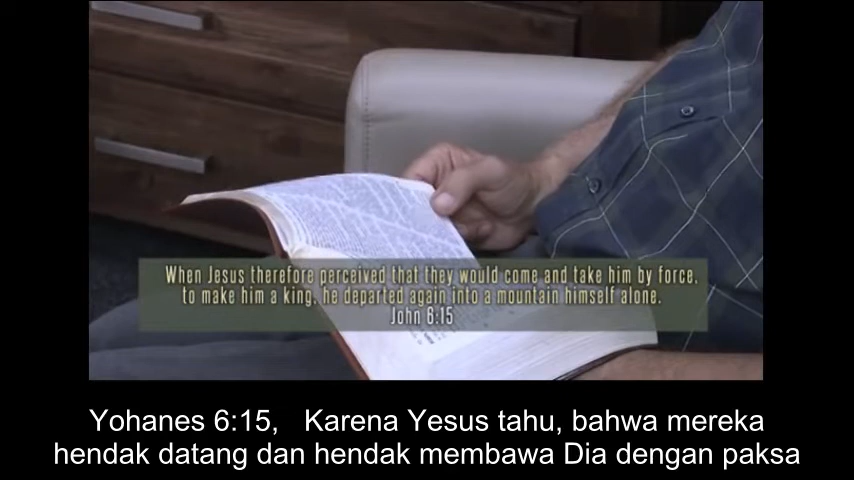 When Jesus therefore perceived that they would come and take him by force,
to make him a king, he departed again into a mountain himself alone.
John 6:15
Yohanes 6:15,   Karena Yesus tahu, bahwa mereka
hendak datang dan hendak membawa Dia dengan paksa